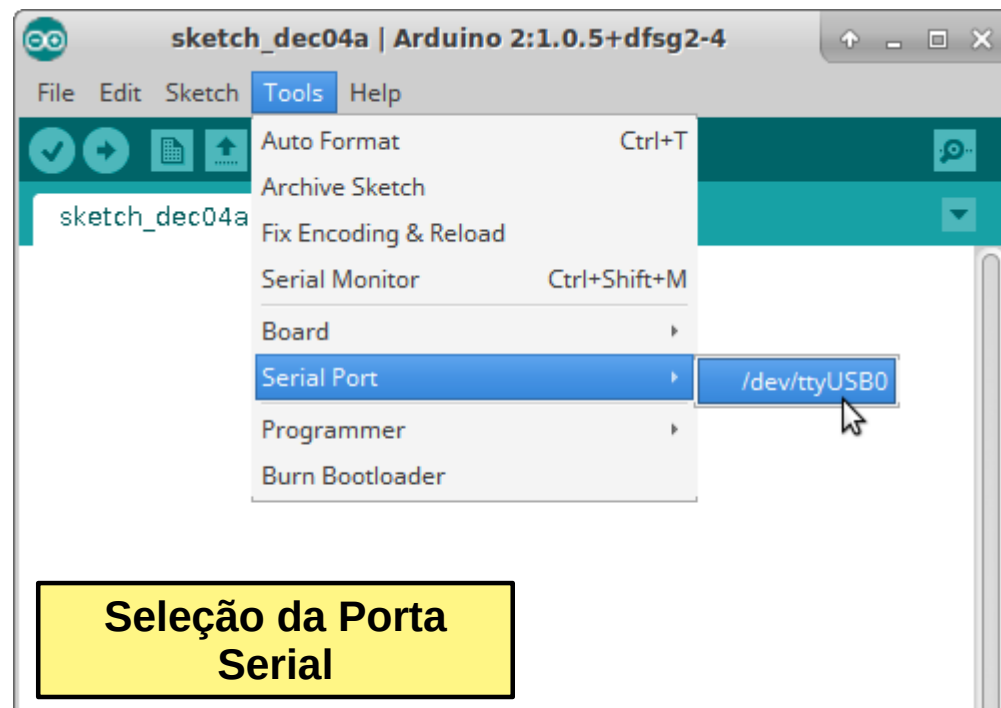 sketch_dec04a | Arduino 2:1.0.5+dfsg2-4
File Edit Sketch Tools Help
Auto Format Ctrl+T
Archive Sketch
sketch_dec04a
Fix Encoding & Reload
Serial Monitor Ctrl+Shift+M
Board
Serial Port /dev/ttyUSB0
Programmer
Burn Bootloader
Seleção da Porta
Serial